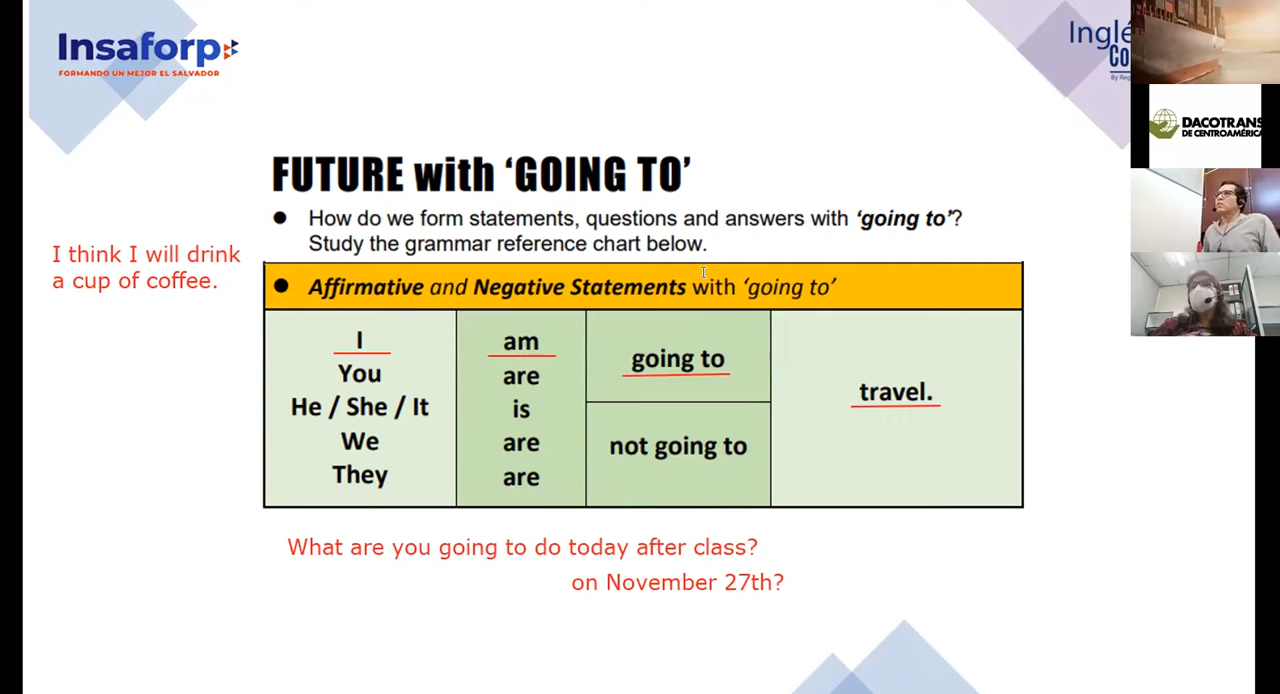 Insaforp
FORMANDO UN MEJOR EL SALVADOR
FUTURE with ‘GOING TO’
● How do we form statements, questions and answers with ‘going to’?
Study the grammar reference chart below.
I think I will drink
a cup of coffee.
● Affirmative and Negative Statements with ‘going to’
I am going to travel.
You are
He / She / It is
We are not going to
They are
What are you going to do today after class?
on November 27th?
DACOTRANS
DE CENTROAMÉRICA